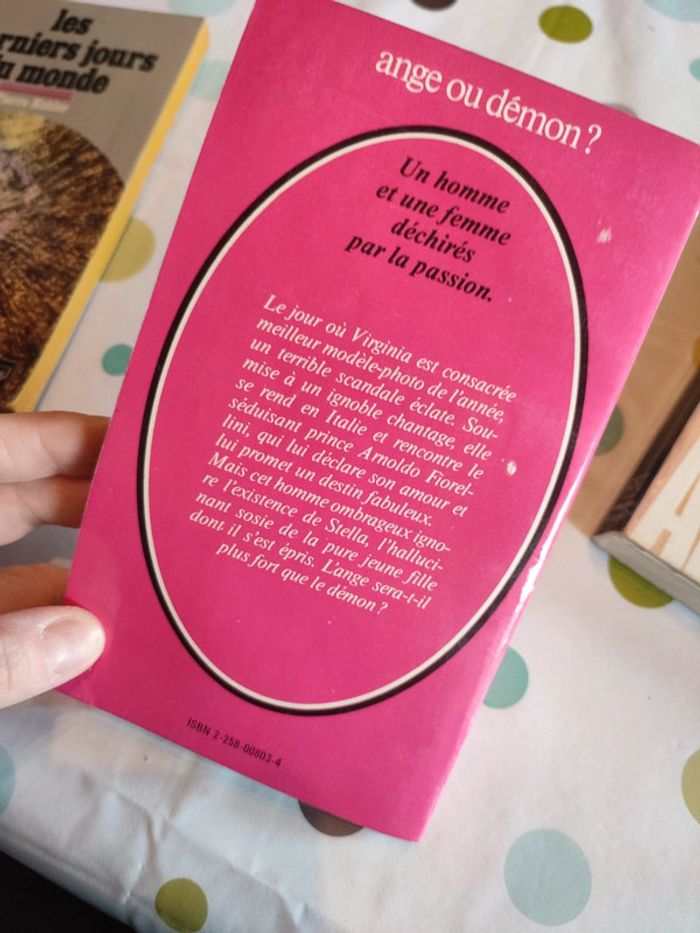 les
rniers jours
u monde
ange ou démon ?
Un homme
et une femme
déchirés
par la passion.
Le jour où Virginia est consacrée
meilleur modèle-photo de l'année,
un terrible scandale éclate. Sou-
mise à un ignoble chantage, elle
se rend en Italie et rencontre le
séduisant prince Arnoldo Fiorel-
lini, qui lui déclare son amour et
lui promet un destin fabuleux.
Mais cet homme ombrageux igno-
re l'existence de Stella, l'halluci-
nant sosie de la pure jeune fille
dont il s'est épris. L'ange sera-t-il
plus fort que le démon ?
ISBN 2-258-00803-4